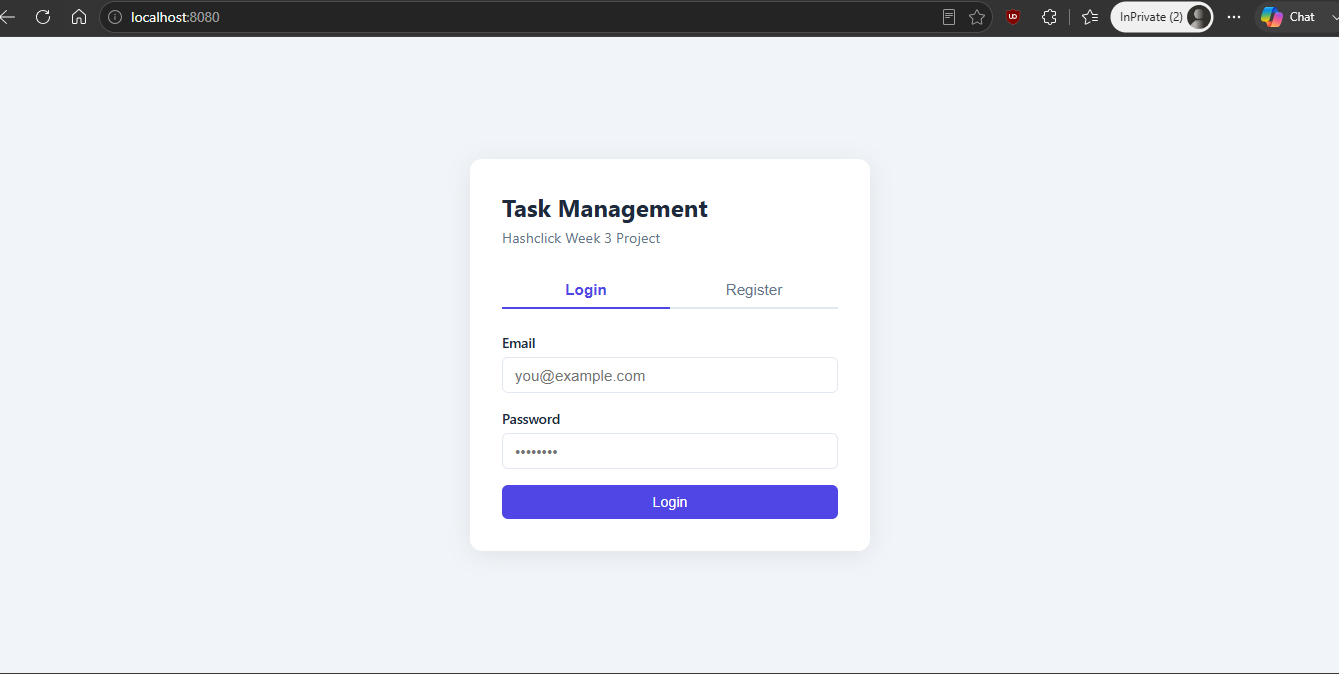 localhost:8080
InPrivate (2)
Chat
Task Management
Hashclick Week 3 Project
Login Register
Email
you@example.com
Password
••••••••
Login